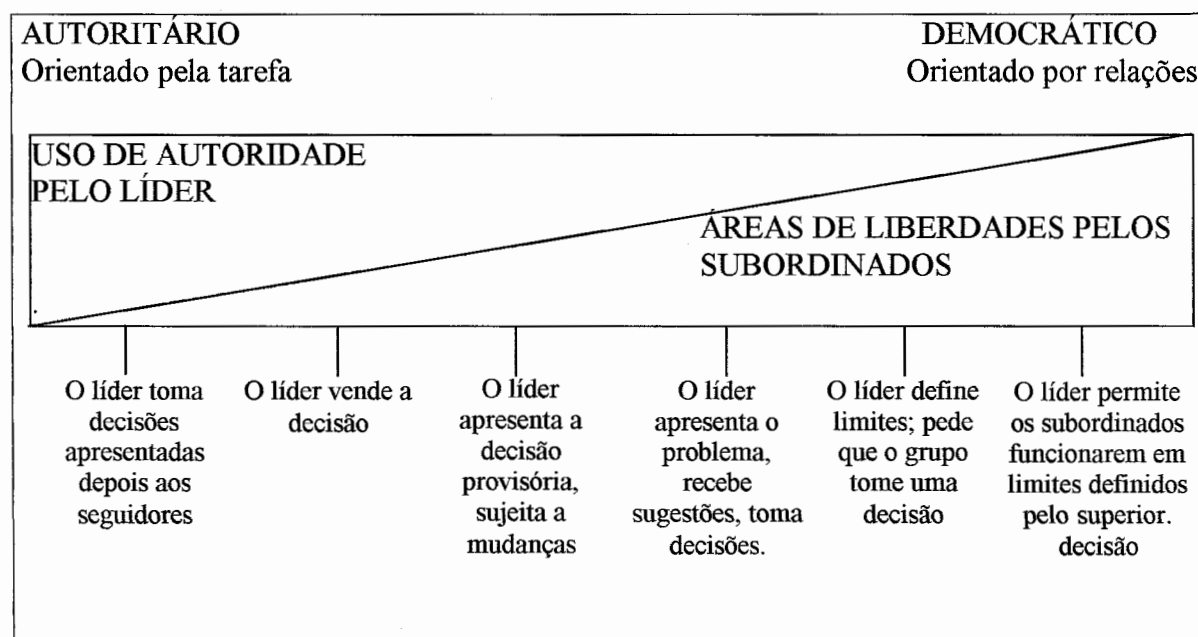 AUTORITÁRIO
Orientado pela tarefa
DEMOCRÁTICO
Orientado por relações
USO DE AUTORIDADE
PELO LÍDER
ÁREAS DE LIBERDADES PELOS
SUBORDINADOS
O líder toma
decisões
apresentadas
depois aos
seguidores
O líder vende a
decisão
O líder
apresenta a
decisão
provisória,
sujeita a
mudanças
O líder
apresenta o
problema,
recebe
sugestões, toma
decisões.
O líder define
limites; pede
que o grupo
tome uma
decisão
O líder permite
os subordinados
funcionarem em
limites definidos
pelo superior.
decisão